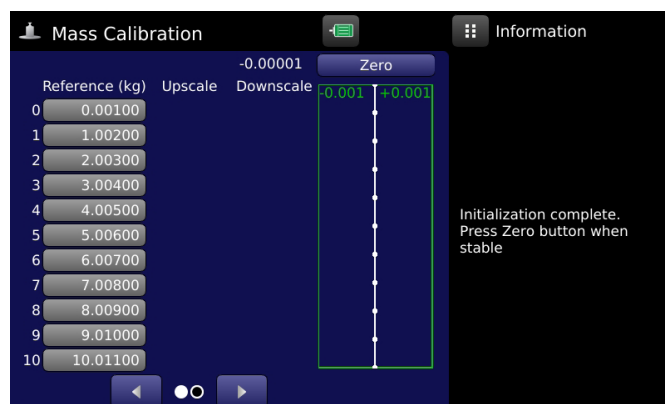 Mass Calibration
Information
-0.00001 Zero
Reference (kg) Upscale Downscale
-0.001 +0.001
0 0.00100
1 1.00200
2 2.00300
3 3.00400
4 4.00500
5 5.00600
6 6.00700
7 7.00800
8 8.00900
9 9.01000
10 10.01100
Initialization complete.
Press Zero button when
stable